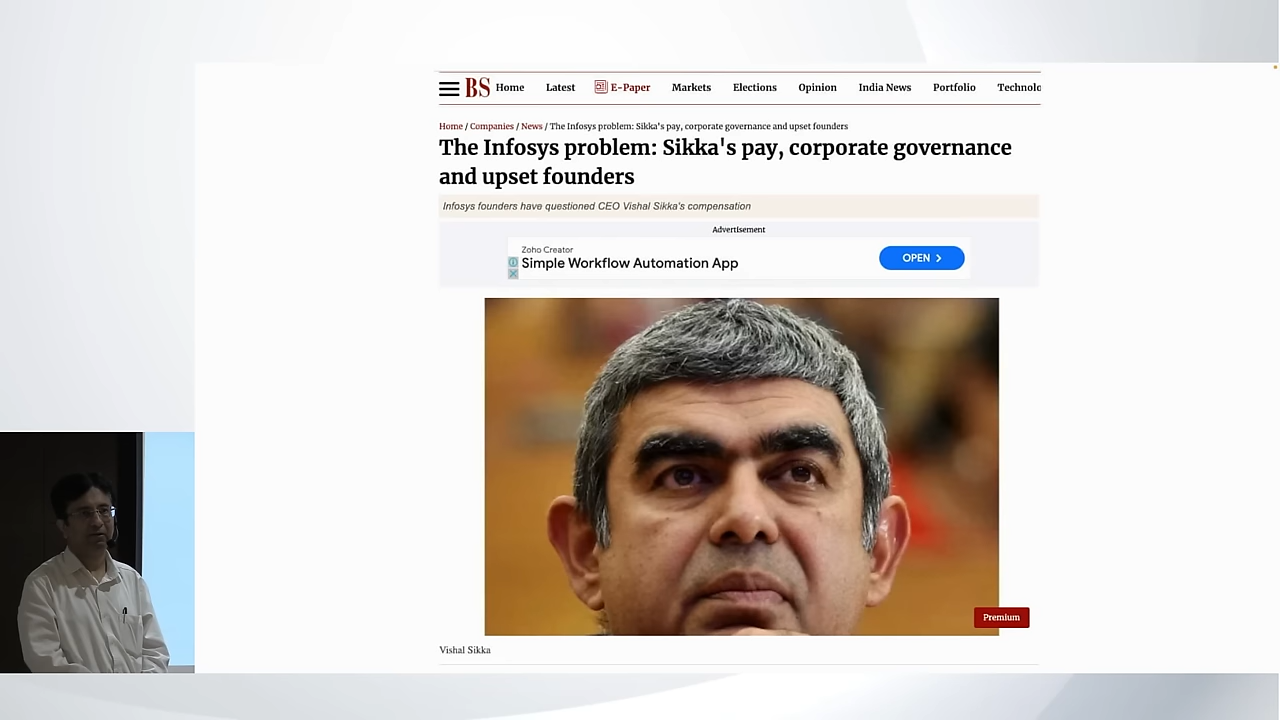 BS Home Latest E-Paper Markets Elections Opinion India News Portfolio Technolo
Home / Companies / News / The Infosys problem: Sikka's pay, corporate governance and upset founders
The Infosys problem: Sikka's pay, corporate governance
and upset founders
Infosys founders have questioned CEO Vishal Sikka's compensation
Advertisement
Zoho Creator
Simple Workflow Automation App
OPEN
Premium
Vishal Sikka